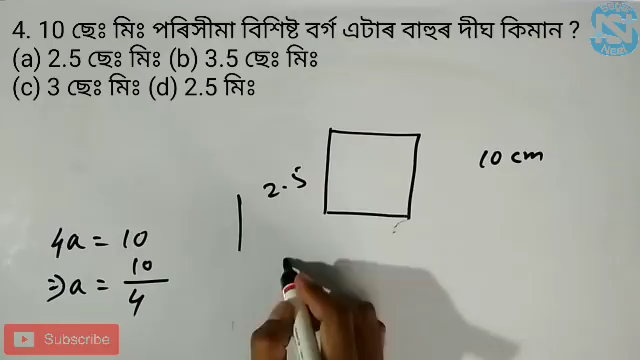 4. 10 ছেঃ মিঃ পৰিসীমা বিশিষ্ট বৰ্গ এটাৰ বাহুৰ দীঘ কিমান ?
(a) 2.5 ছেঃ মিঃ (b) 3.5 ছেঃ মিঃ
(c) 3 ছেঃ মিঃ (d) 2.5 মিঃ
10 cm
2.5
4a = 10
⇒ a = 10/4
Subscribe